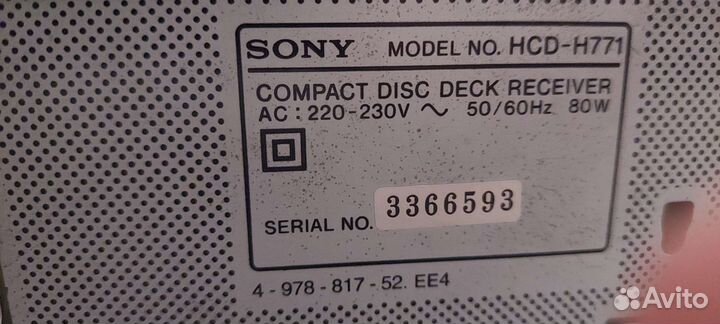 SONY MODEL NO. HCD-H771
COMPACT DISC DECK RECEIVER
AC : 220-230V ~ 50/60Hz 80W
SERIAL NO. 3366593
4 - 978 - 817 - 52. EE4
Avito